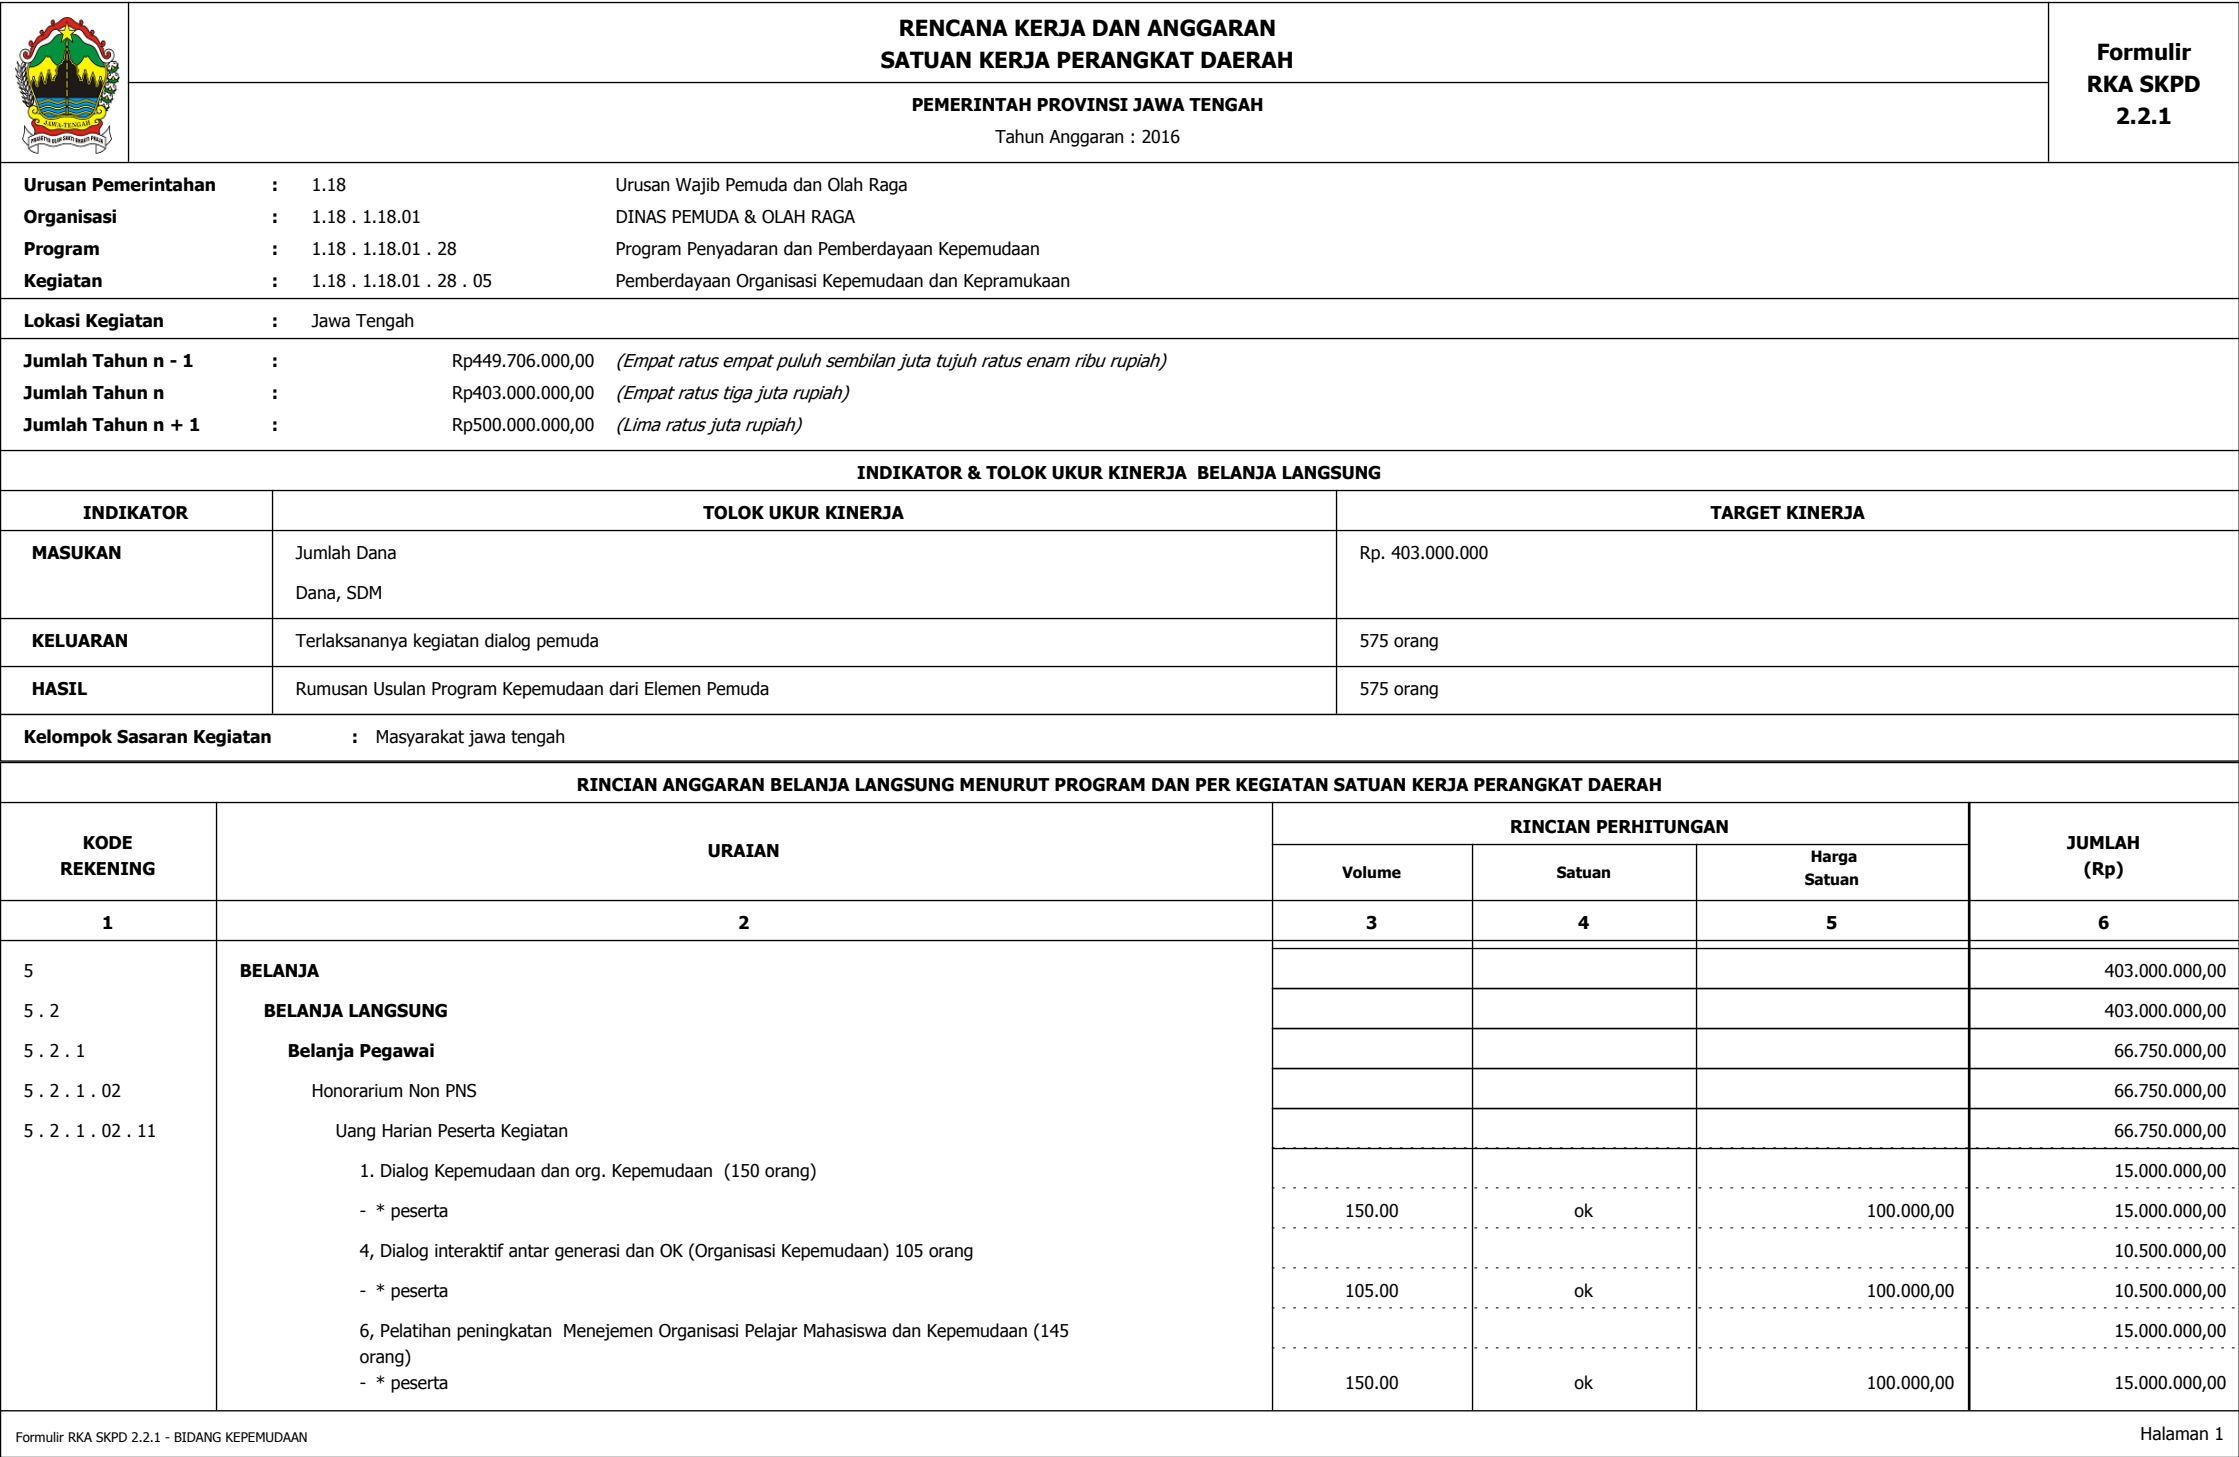 RENCANA KERJA DAN ANGGARAN
SATUAN KERJA PERANGKAT DAERAH
Formulir
RKA SKPD
2.2.1
PEMERINTAH PROVINSI JAWA TENGAH
Tahun Anggaran : 2016
JAWA-TENGAH
Urusan Pemerintahan : 1.18 Urusan Wajib Pemuda dan Olah Raga
Organisasi : 1.18 . 1.18.01 DINAS PEMUDA & OLAH RAGA
Program : 1.18 . 1.18.01 . 28 Program Penyadaran dan Pemberdayaan Kepemudaan
Kegiatan : 1.18 . 1.18.01 . 28 . 05 Pemberdayaan Organisasi Kepemudaan dan Kepramukaan
Lokasi Kegiatan : Jawa Tengah
Jumlah Tahun n - 1 : Rp449.706.000,00 (Empat ratus empat puluh sembilan juta tujuh ratus enam ribu rupiah)
Jumlah Tahun n : Rp403.000.000,00 (Empat ratus tiga juta rupiah)
Jumlah Tahun n + 1 : Rp500.000.000,00 (Lima ratus juta rupiah)
INDIKATOR & TOLOK UKUR KINERJA BELANJA LANGSUNG
INDIKATOR TOLOK UKUR KINERJA TARGET KINERJA
MASUKAN Jumlah Dana Rp. 403.000.000
Dana, SDM
KELUARAN Terlaksananya kegiatan dialog pemuda 575 orang
HASIL Rumusan Usulan Program Kepemudaan dari Elemen Pemuda 575 orang
Kelompok Sasaran Kegiatan : Masyarakat jawa tengah
RINCIAN ANGGARAN BELANJA LANGSUNG MENURUT PROGRAM DAN PER KEGIATAN SATUAN KERJA PERANGKAT DAERAH
KODE
REKENING
URAIAN
RINCIAN PERHITUNGAN
Volume Satuan Harga
Satuan
JUMLAH
(Rp)
1 2 3 4 5 6
5 BELANJA 403.000.000,00
5 . 2 BELANJA LANGSUNG 403.000.000,00
5 . 2 . 1 Belanja Pegawai 66.750.000,00
5 . 2 . 1 . 02 Honorarium Non PNS 66.750.000,00
5 . 2 . 1 . 02 . 11 Uang Harian Peserta Kegiatan 66.750.000,00
1. Dialog Kepemudaan dan org. Kepemudaan (150 orang) 15.000.000,00
- * peserta 150.00 ok 100.000,00 15.000.000,00
4, Dialog interaktif antar generasi dan OK (Organisasi Kepemudaan) 105 orang 10.500.000,00
- * peserta 105.00 ok 100.000,00 10.500.000,00
6, Pelatihan peningkatan Menejemen Organisasi Pelajar Mahasiswa dan Kepemudaan (145 15.000.000,00
orang)
- * peserta 150.00 ok 100.000,00 15.000.000,00
Formulir RKA SKPD 2.2.1 - BIDANG KEPEMUDAAN Halaman 1